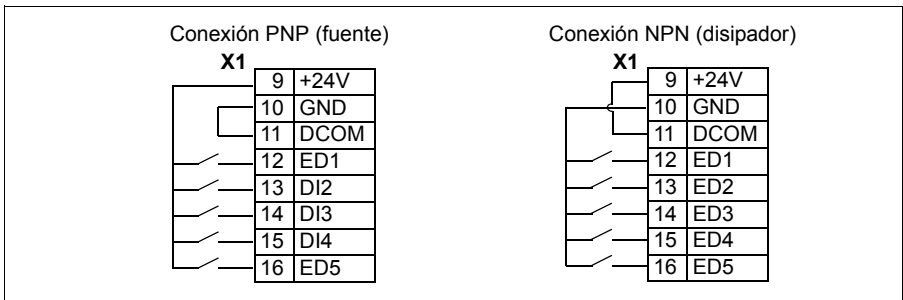 Conexión PNP (fuente)
X1
9 +24V
10 GND
11 DCOM
12 ED1
13 DI2
14 DI3
15 DI4
16 ED5
Conexión NPN (disipador)
X1
9 +24V
10 GND
11 DCOM
12 ED1
13 ED2
14 ED3
15 ED4
16 ED5